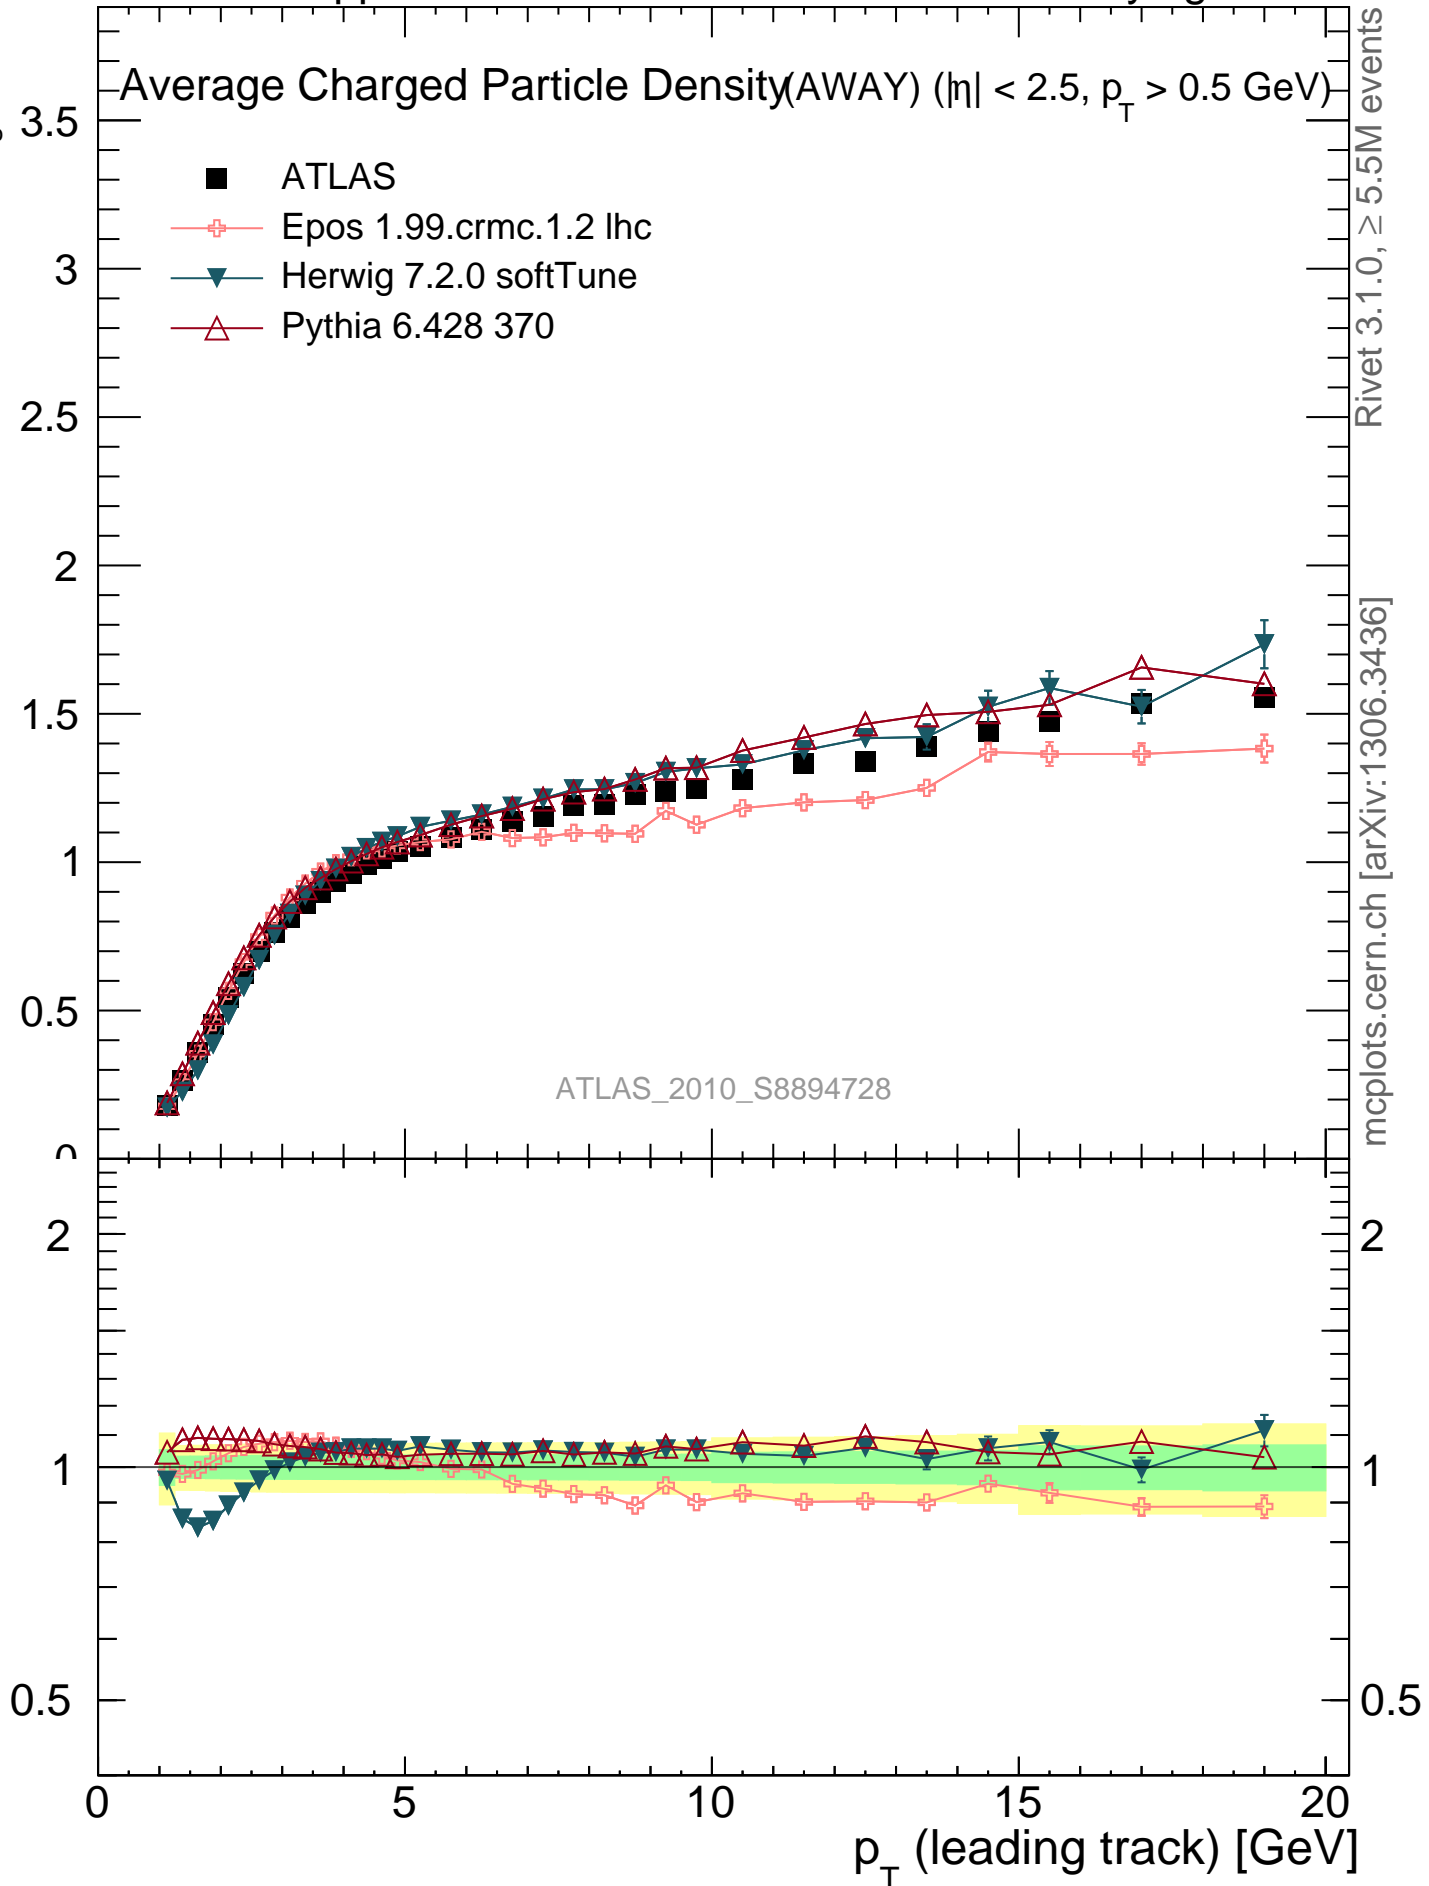 Average Charged Particle Density (AWAY) (|η| < 2.5, p_T > 0.5 GeV)
ATLAS
Epos 1.99.crmc.1.2 lhc
Herwig 7.2.0 softTune
Pythia 6.428 370
3.5
3
2.5
2
1.5
1
0.5
0
ATLAS_2010_S8894728
Rivet 3.1.0, ≥ 5.5M events
mcplots.cern.ch [arXiv:1306.3436]
2
2
1
1
0.5
0.5
0
5
10
15
20
p_T (leading track) [GeV]